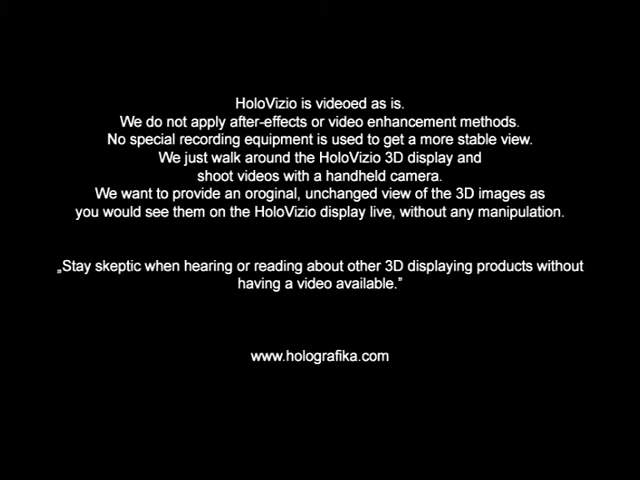 HoloVizio is videoed as is.
We do not apply after-effects or video enhancement methods.
No special recording equipment is used to get a more stable view.
We just walk around the HoloVizio 3D display and
shoot videos with a handheld camera.
We want to provide an oroginal, unchanged view of the 3D images as
you would see them on the HoloVizio display live, without any manipulation.
„Stay skeptic when hearing or reading about other 3D displaying products without
having a video available.”
www.holografika.com